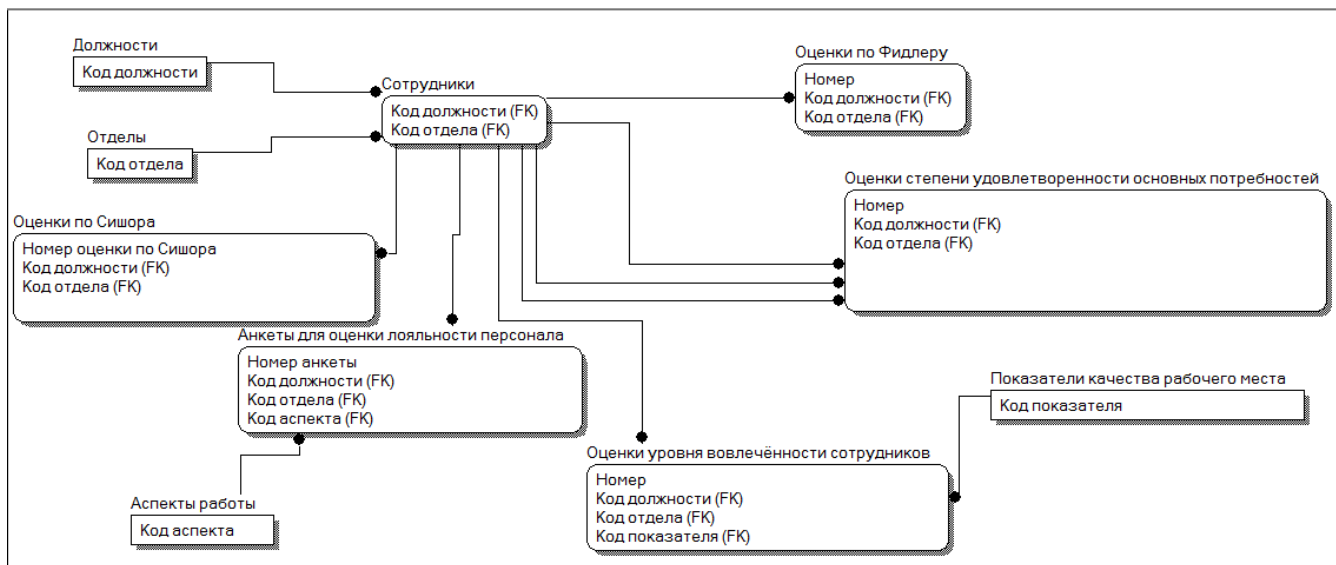 Должности
Код должности
Сотрудники
Код должности (FK)
Код отдела (FK)
Оценки по Фидлеру
Номер
Код должности (FK)
Код отдела (FK)
Отделы
Код отдела
Оценки степени удовлетворенности основных потребностей
Номер
Код должности (FK)
Код отдела (FK)
Оценки по Сишора
Номер оценки по Сишора
Код должности (FK)
Код отдела (FK)
Анкеты для оценки лояльности персонала
Номер анкеты
Код должности (FK)
Код отдела (FK)
Код аспекта (FK)
Показатели качества рабочего места
Код показателя
Оценки уровня вовлечённости сотрудников
Номер
Код должности (FK)
Код отдела (FK)
Код показателя (FK)
Аспекты работы
Код аспекта